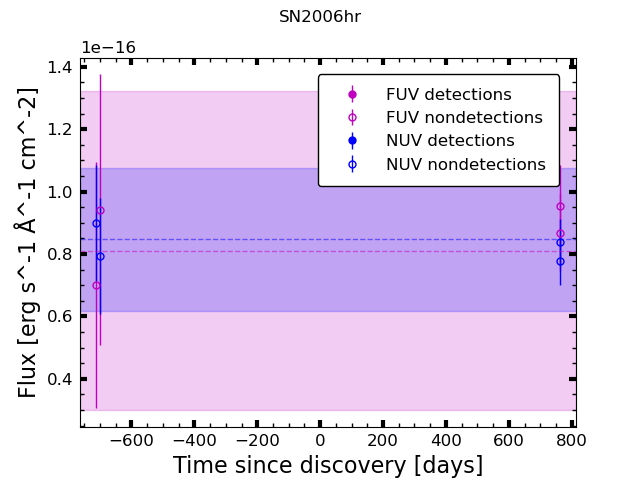 SN2006hr
1e−16
1.4
1.2
1.0
0.8
0.6
0.4
Flux [erg s^-1 Å^-1 cm^-2]
FUV detections
FUV nondetections
NUV detections
NUV nondetections
−600 −400 −200 0 200 400 600 800
Time since discovery [days]